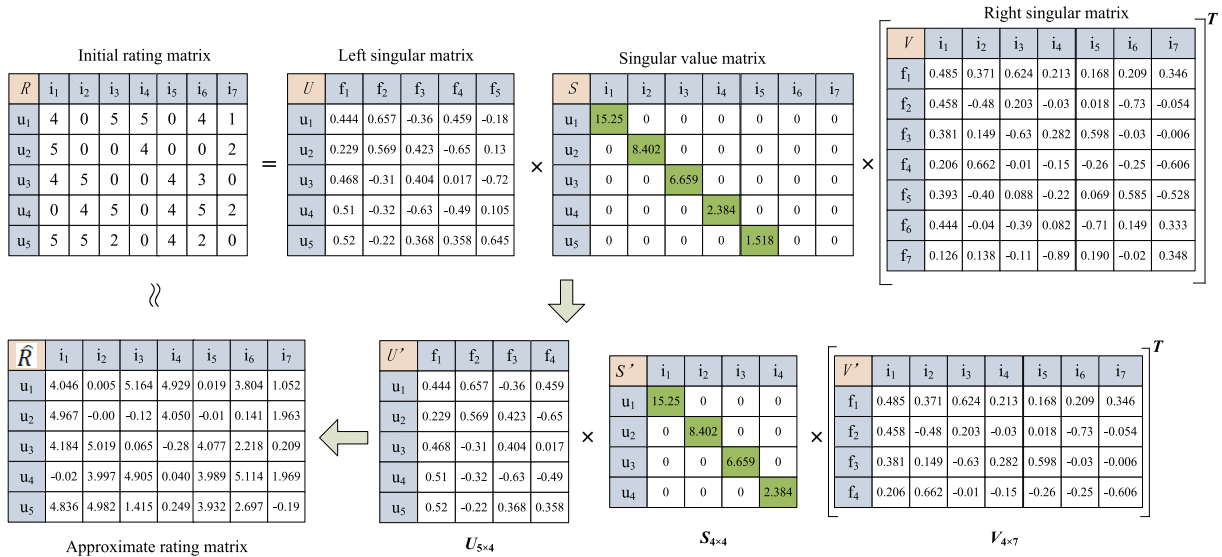 Initial rating matrix
R i1 i2 i3 i4 i5 i6 i7
u1 4 0 5 5 0 4 1
u2 5 0 0 4 0 0 2
u3 4 5 0 0 4 3 0
u4 0 4 5 0 4 5 2
u5 5 5 2 0 4 2 0
=
Left singular matrix
U f1 f2 f3 f4 f5
u1 0.444 0.657 -0.36 0.459 -0.18
u2 0.229 0.569 0.423 -0.65 0.13
u3 0.468 -0.31 0.404 0.017 -0.72
u4 0.51 -0.32 -0.63 -0.49 0.105
u5 0.52 -0.22 0.368 0.358 0.645
×
Singular value matrix
S i1 i2 i3 i4 i5 i6 i7
u1 15.25 0 0 0 0 0 0
u2 0 8.402 0 0 0 0 0
u3 0 0 6.659 0 0 0 0
u4 0 0 0 2.384 0 0 0
u5 0 0 0 0 1.518 0 0
×
Right singular matrix
T
V i1 i2 i3 i4 i5 i6 i7
f1 0.485 0.371 0.624 0.213 0.168 0.209 0.346
f2 0.458 -0.48 0.203 -0.03 0.018 -0.73 -0.054
f3 0.381 0.149 -0.63 0.282 0.598 -0.03 -0.006
f4 0.206 0.662 -0.01 -0.15 -0.26 -0.25 -0.606
f5 0.393 -0.40 0.088 -0.22 0.069 0.585 -0.528
f6 0.444 -0.04 -0.39 0.082 -0.71 0.149 0.333
f7 0.126 0.138 -0.11 -0.89 0.190 -0.02 0.348
≈
R̂ i1 i2 i3 i4 i5 i6 i7
u1 4.046 0.005 5.164 4.929 0.019 3.804 1.052
u2 4.967 -0.00 -0.12 4.050 -0.01 0.141 1.963
u3 4.184 5.019 0.065 -0.28 4.077 2.218 0.209
u4 -0.02 3.997 4.905 0.040 3.989 5.114 1.969
u5 4.836 4.982 1.415 0.249 3.932 2.697 -0.19
Approximate rating matrix
U' f1 f2 f3 f4
u1 0.444 0.657 -0.36 0.459
u2 0.229 0.569 0.423 -0.65
u3 0.468 -0.31 0.404 0.017
u4 0.51 -0.32 -0.63 -0.49
u5 0.52 -0.22 0.368 0.358
U5×4
×
S' i1 i2 i3 i4
u1 15.25 0 0 0
u2 0 8.402 0 0
u3 0 0 6.659 0
u4 0 0 0 2.384
S4×4
×
T
V' i1 i2 i3 i4 i5 i6 i7
f1 0.485 0.371 0.624 0.213 0.168 0.209 0.346
f2 0.458 -0.48 0.203 -0.03 0.018 -0.73 -0.054
f3 0.381 0.149 -0.63 0.282 0.598 -0.03 -0.006
f4 0.206 0.662 -0.01 -0.15 -0.26 -0.25 -0.606
V4×7